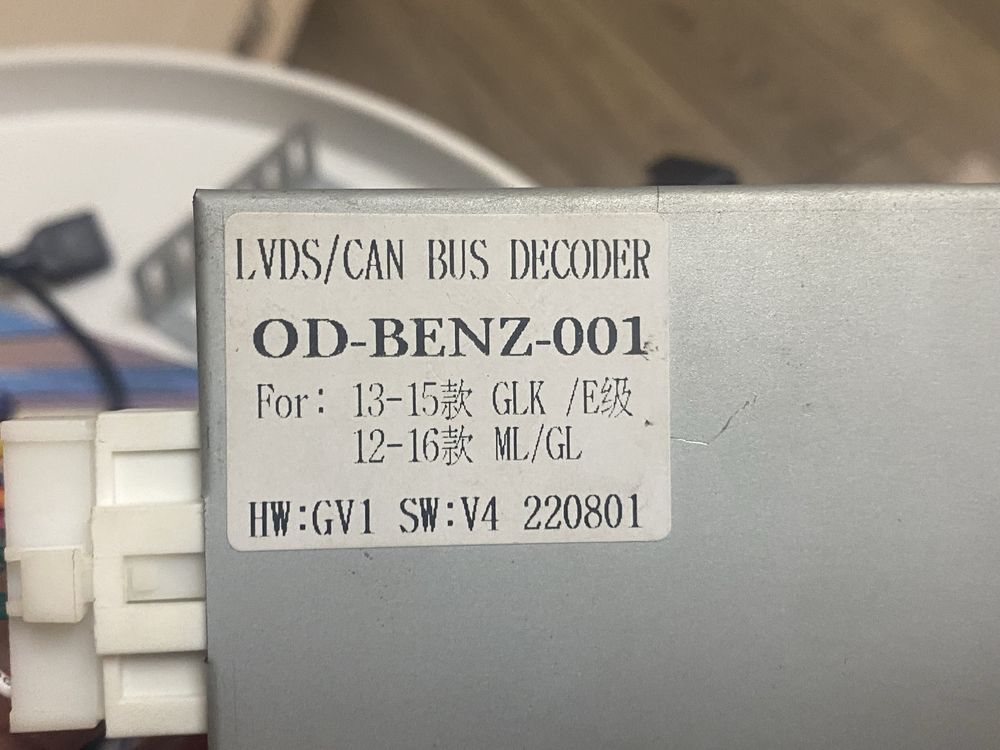 LVDS/CAN BUS DECODER
OD-BENZ-001
For: 13-15款 GLK /E级
12-16款 ML/GL
HW:GV1 SW:V4 220801